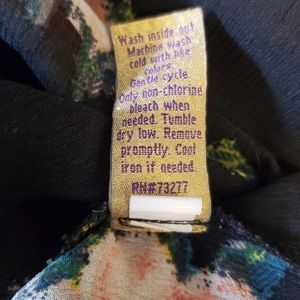 Wash inside out
Machine wash
cold with like
colors.
Gentle cycle
Only non-chlorine
bleach when
needed. Tumble
dry low. Remove
promptly. Cool
iron if needed.
RN#73277